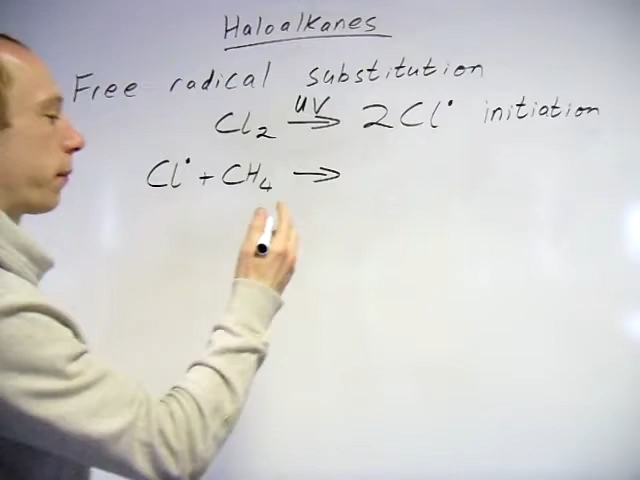 Haloalkanes
Free radical substitution
Cl₂ UV→ 2Cl• initiation
Cl• + CH₄ →